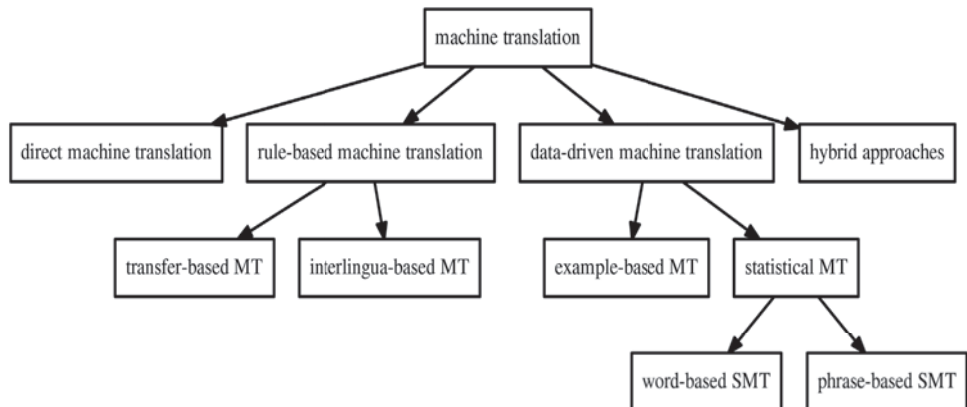 machine translation
direct machine translation
rule-based machine translation
data-driven machine translation
hybrid approaches
transfer-based MT
interlingua-based MT
example-based MT
statistical MT
word-based SMT
phrase-based SMT